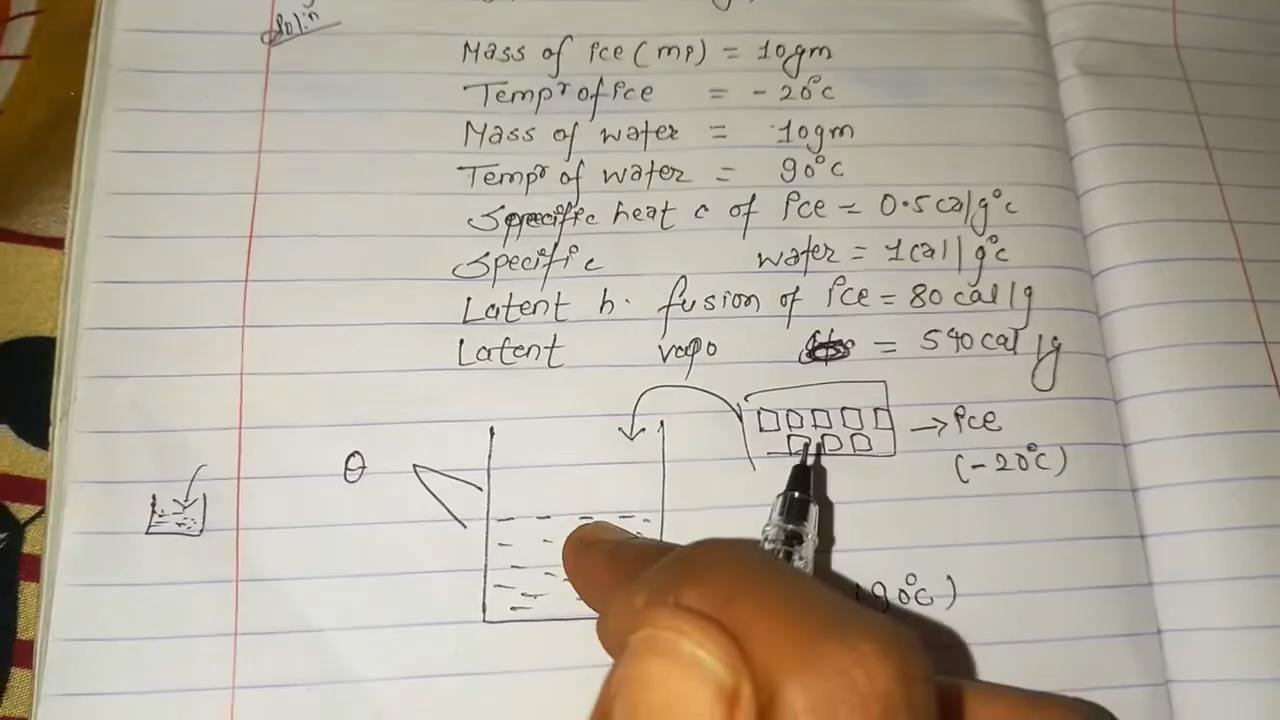 Soln
Mass of ice (mi) = 10gm
Tempr of ice = - 20°c
Mass of water = 10gm
Tempr of water = 90°c
Specific heat c of ice = 0.5 cal/g°c
Specific water = 1 cal/g°c
Latent h. fusion of ice = 80 cal/g
Latent vapo = 540 cal/g
→ ice
(-20°c)
θ
90°c)